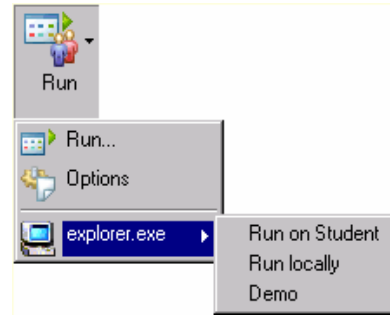 Run
Run...
Options
explorer.exe
Run on Student
Run locally
Demo